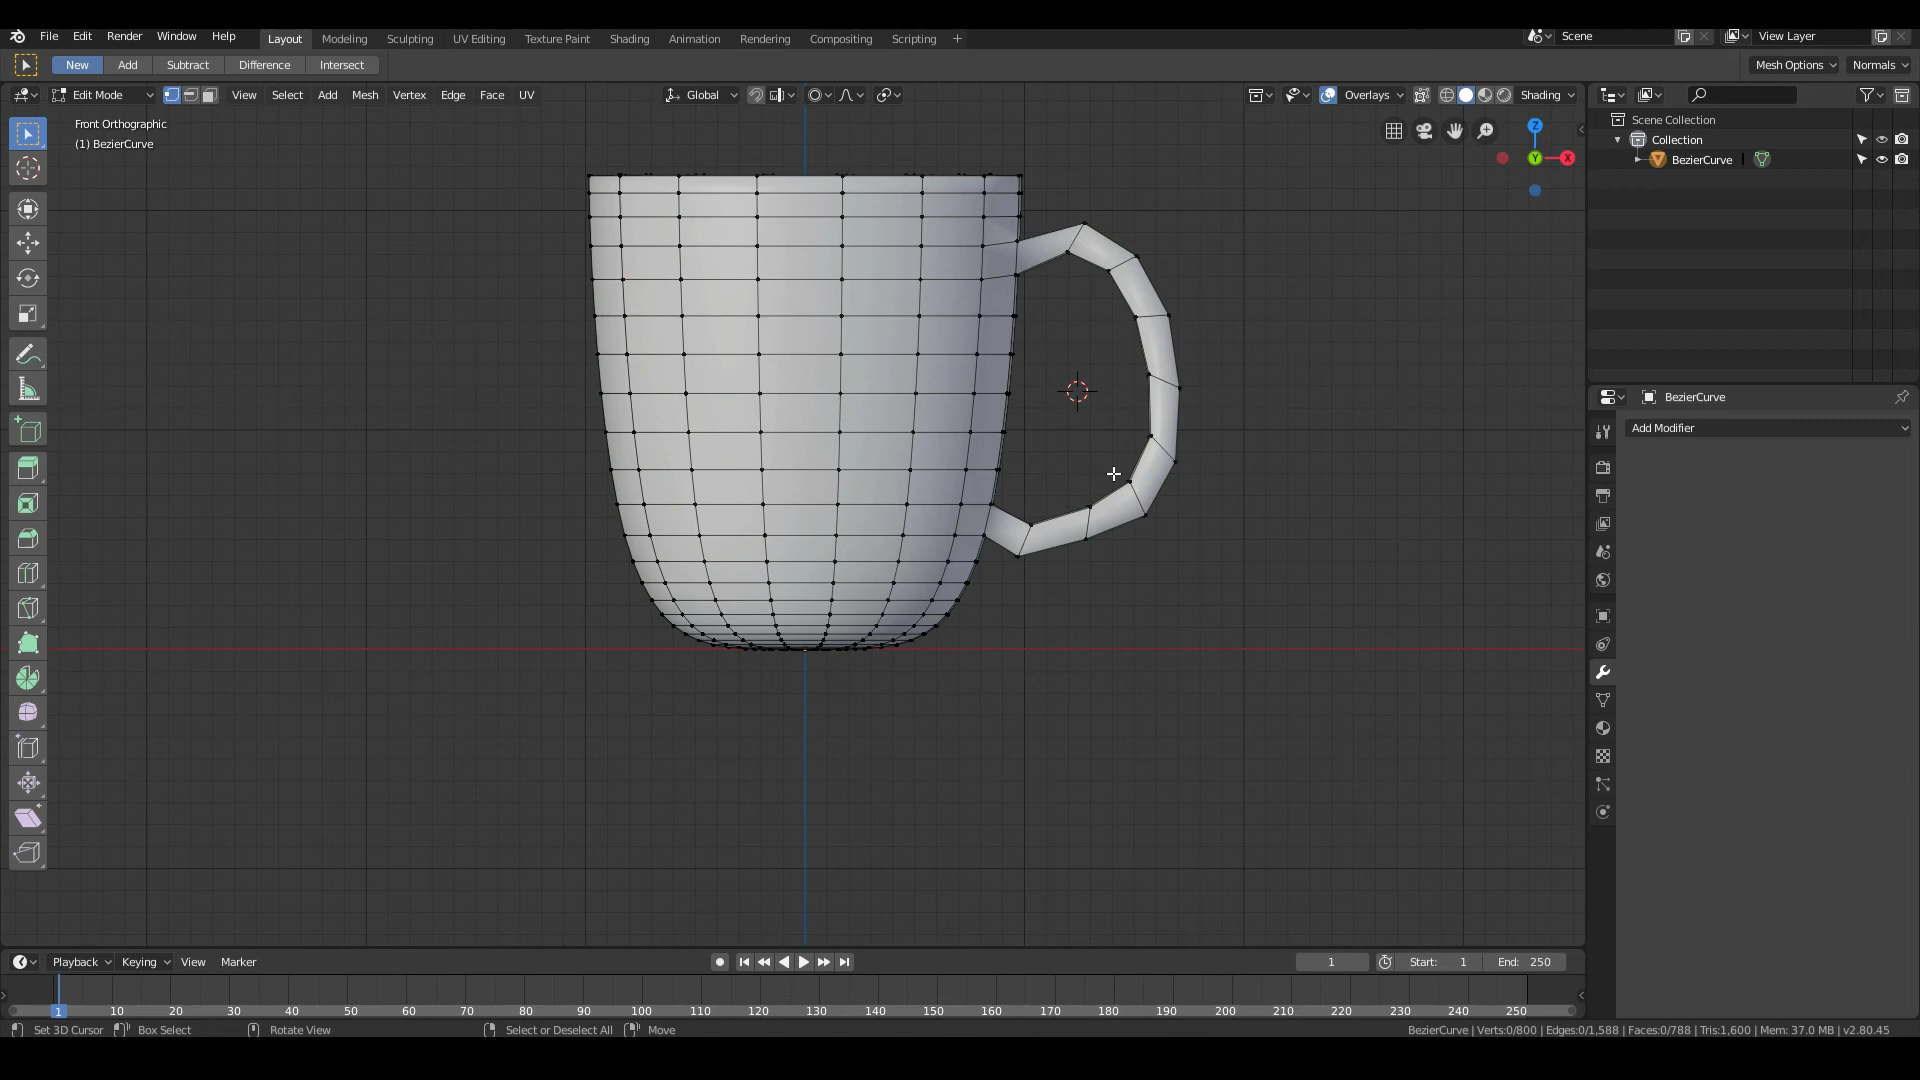 File Edit Render Window Help Layout Modeling Sculpting UV Editing Texture Paint Shading Animation Rendering Compositing Scripting + Scene View Layer
New Add Subtract Difference Intersect Mesh Options Normals
Edit Mode View Select Add Mesh Vertex Edge Face UV Global Overlays Shading
Front Orthographic
(1) BezierCurve
Z
Y
X
Scene Collection
Collection
BezierCurve
BezierCurve
Add Modifier
Playback Keying View Marker 1 Start: 1 End: 250
1 10 20 30 40 50 60 70 80 90 100 110 120 130 140 150 160 170 180 190 200 210 220 230 240 250
Set 3D Cursor Box Select Rotate View Select or Deselect All Move BezierCurve | Verts:0/800 | Edges:0/1,588 | Faces:0/788 | Tris:1,600 | Mem: 37.0 MB | v2.80.45